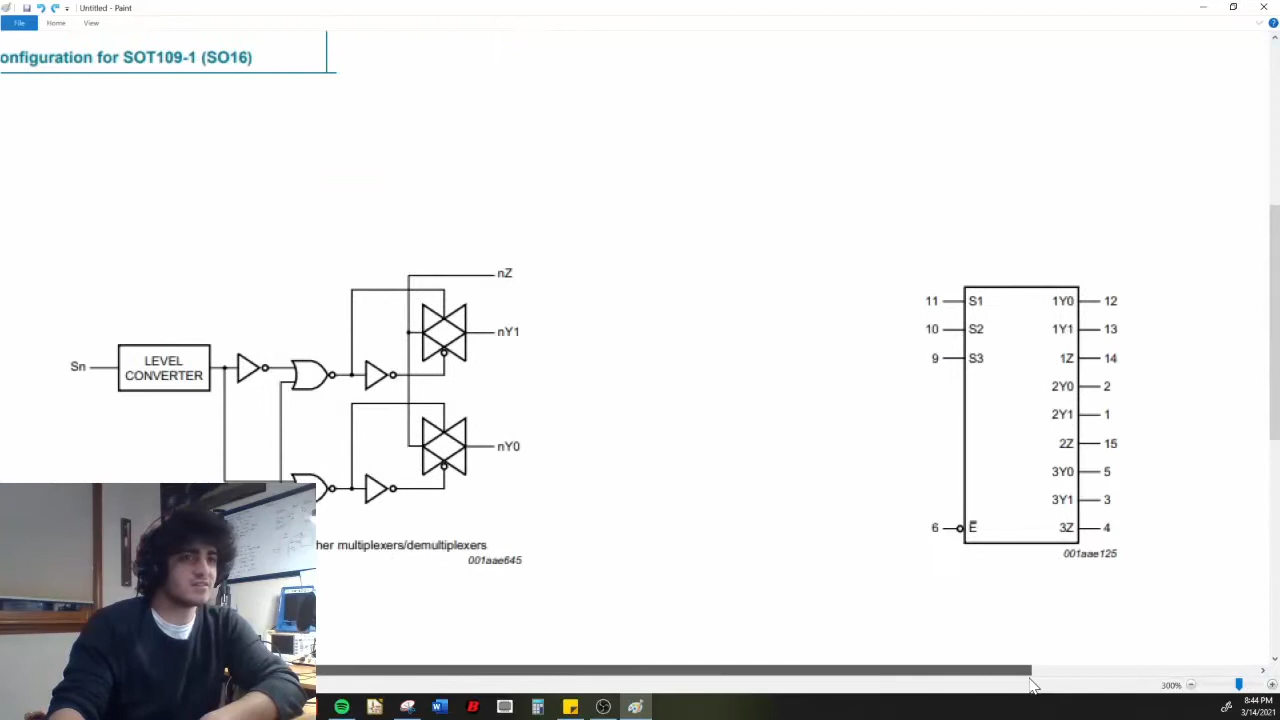 Untitled - Paint
File Home View
onfiguration for SOT109-1 (SO16)
nZ
nY1
Sn
LEVEL
CONVERTER
nY0
her multiplexers/demultiplexers
001aae645
11 S1 1Y0 12
10 S2 1Y1 13
9 S3 1Z 14
2Y0 2
2Y1 1
2Z 15
3Y0 5
3Y1 3
6 E̅ 3Z 4
001aae125
300%
8:44 PM
3/14/2021